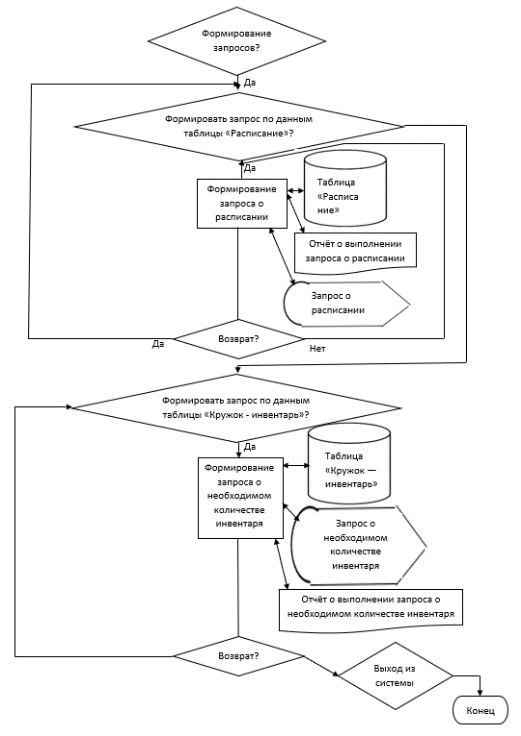 Формирование
запросов?
Да
Формировать запрос по данным
таблицы «Расписание»?
Да
Формирование
запроса о
расписании
Таблица
«Расписа
ние»
Отчёт о выполнении
запроса о расписании
Запрос о
расписании
Возврат?
Да
Нет
Формировать запрос по данным
таблицы «Кружок - инвентарь»?
Да
Формирование
запроса о
необходимом
количестве
инвентаря
Таблица
«Кружок —
инвентарь»
Запрос о
необходимом
количестве
инвентаря
Отчёт о выполнении запроса о
необходимом количестве инвентаря
Возврат?
Выход из
системы
Конец